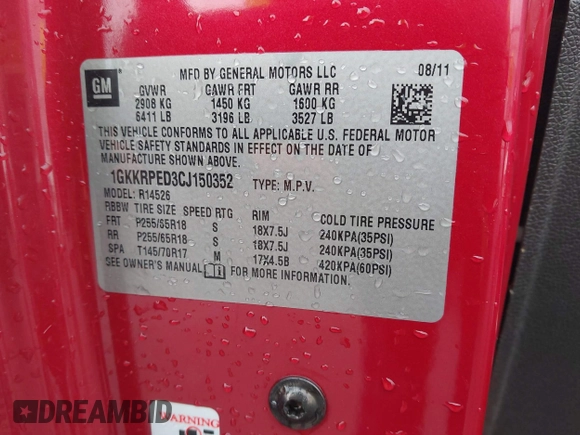 GM
MFD BY GENERAL MOTORS LLC 08/11
GVWR GAWR FRT GAWR RR
2908 KG 1450 KG 1600 KG
6411 LB 3196 LB 3527 LB
THIS VEHICLE CONFORMS TO ALL APPLICABLE U.S. FEDERAL MOTOR
VEHICLE SAFETY STANDARDS IN EFFECT ON THE DATE OF
MANUFACTURE SHOWN ABOVE.
1GKKRPED3CJ150352 TYPE: M.P.V.
MODEL: R14526
RBBW TIRE SIZE SPEED RTG RIM COLD TIRE PRESSURE
FRT P255/65R18 S 18X7.5J 240KPA(35PSI)
RR P255/65R18 S 18X7.5J 240KPA(35PSI)
SPA T145/70R17 M 17X4.5B 420KPA(60PSI)
SEE OWNER'S MANUAL FOR MORE INFORMATION.
WARNING
DREAMBID